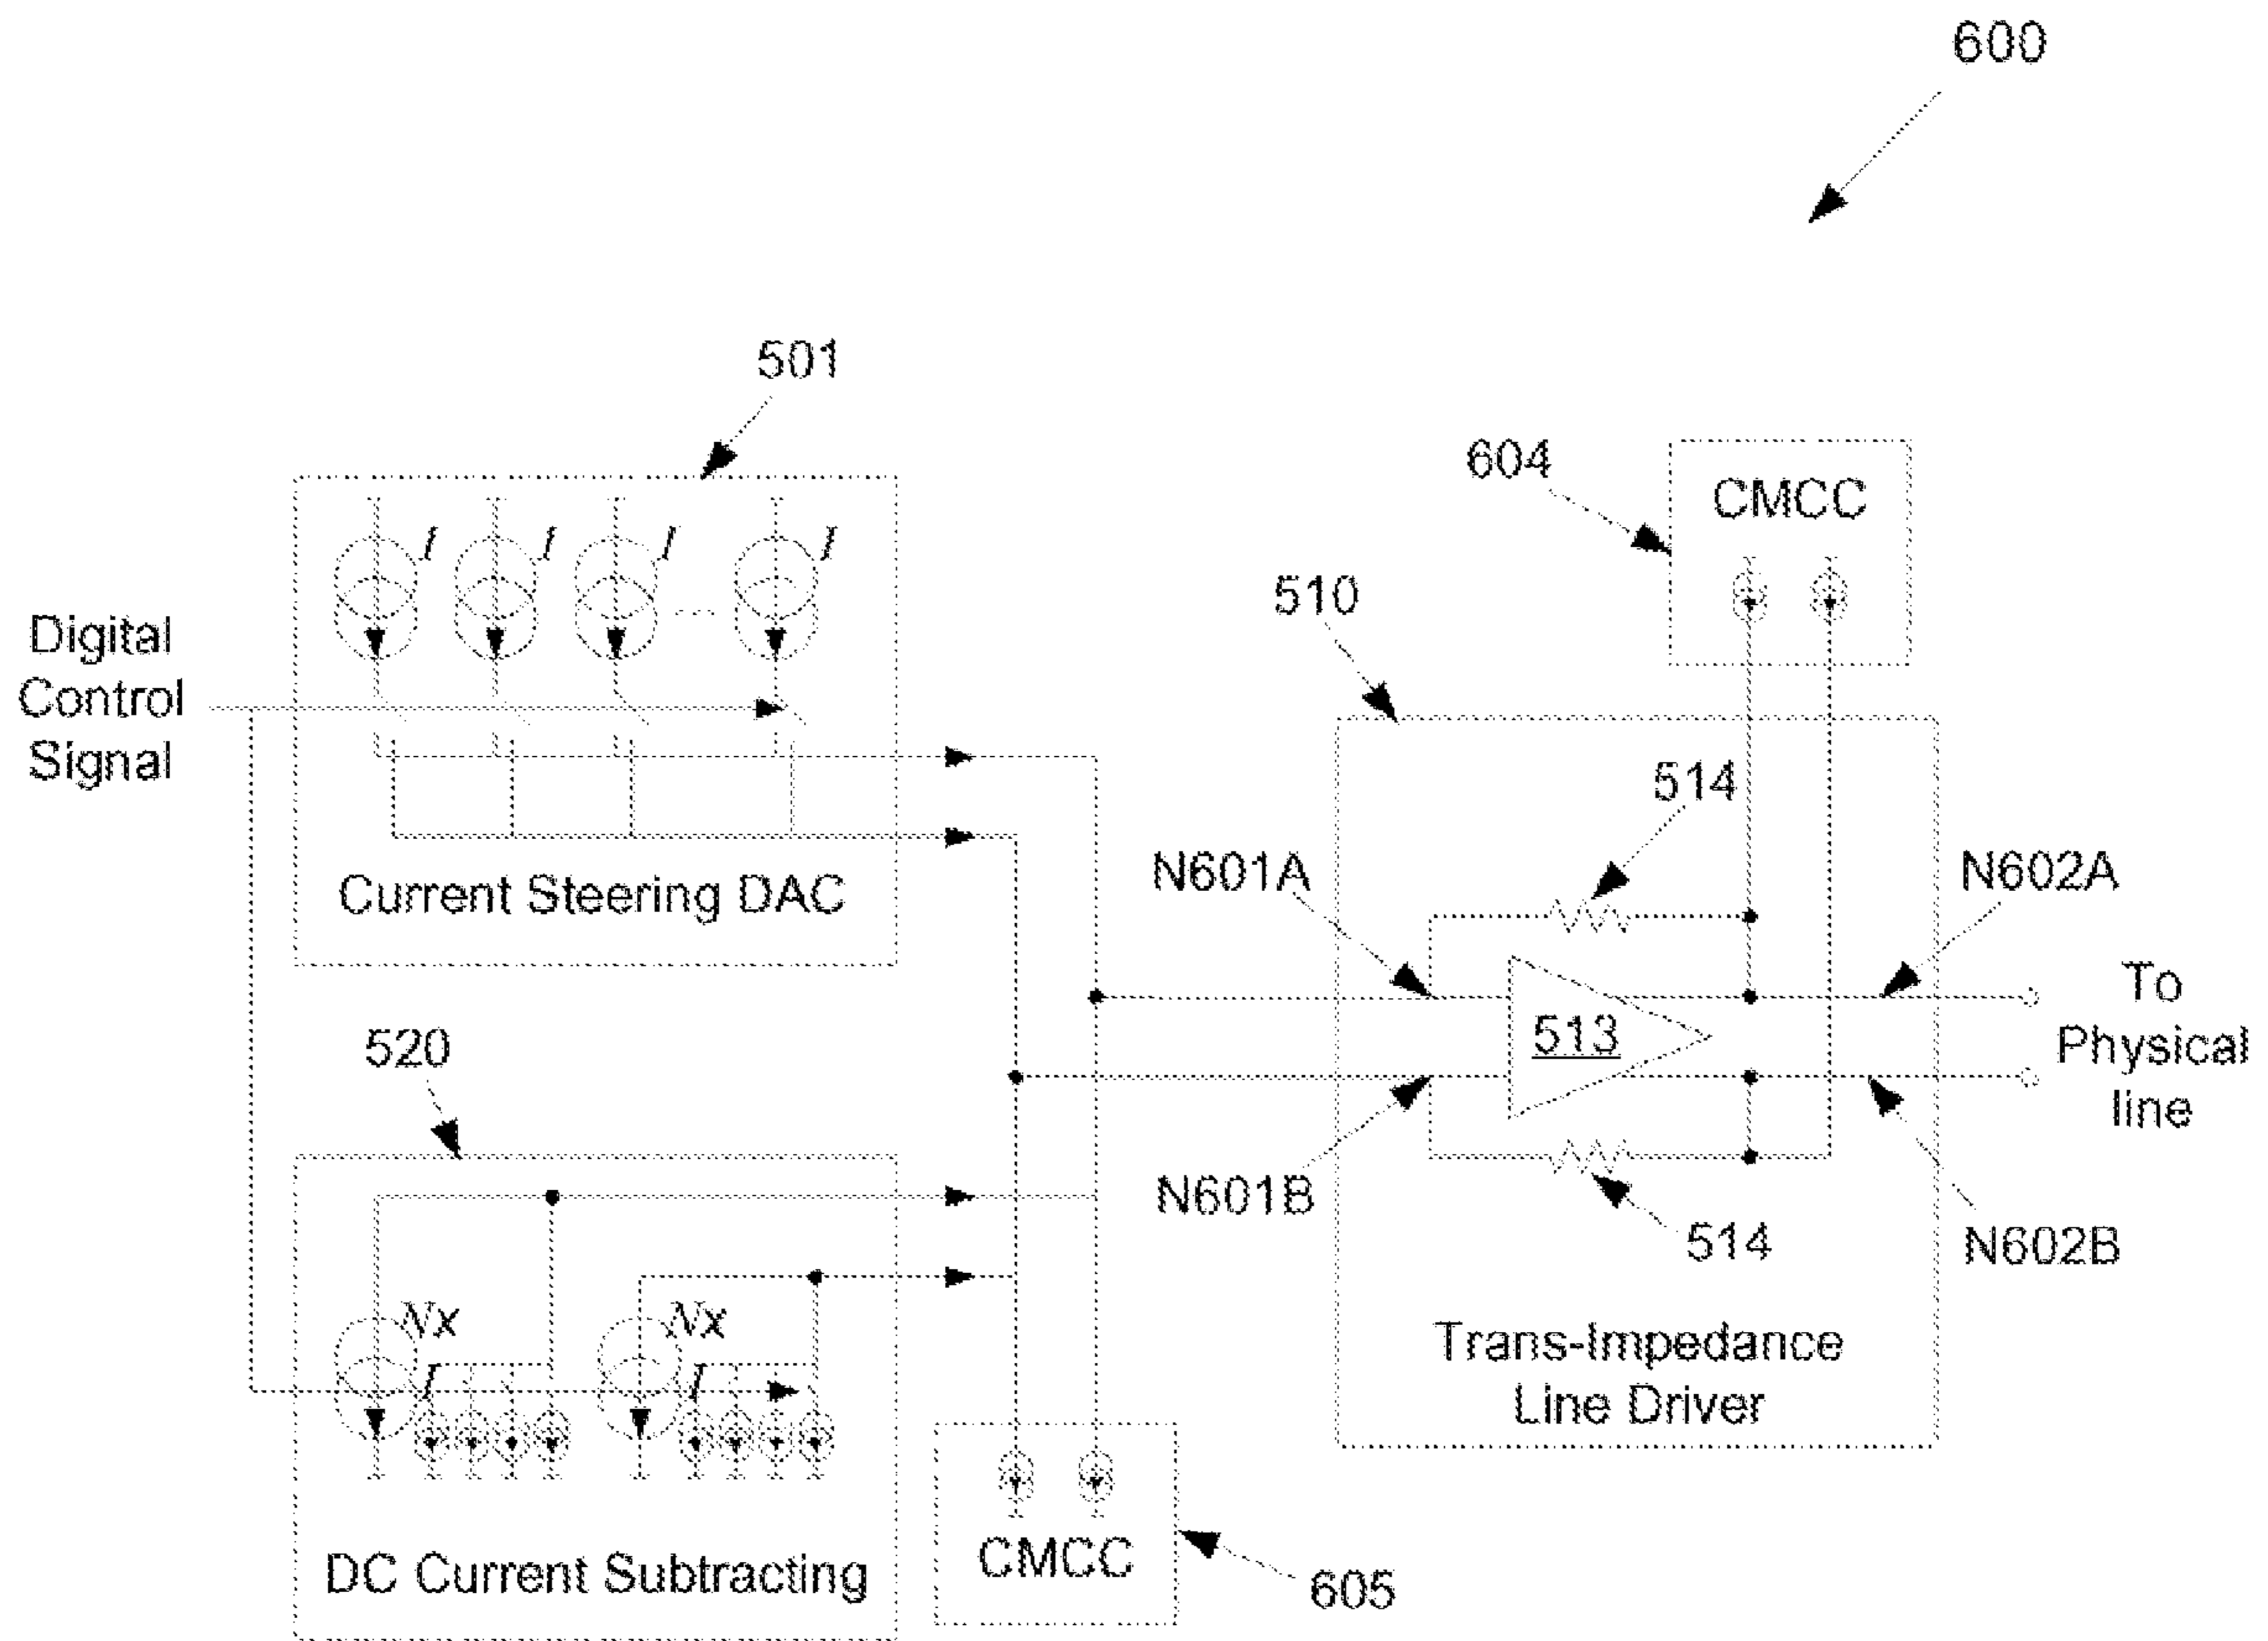 600
501
I I I I
Digital
Control
Signal
Current Steering DAC
604
CMCC
510
514
N601A
N602A
513
To
Physical
line
N601B
514
N602B
Trans-Impedance
Line Driver
520
Nx
I
Nx
I
DC Current Subtracting
CMCC
605